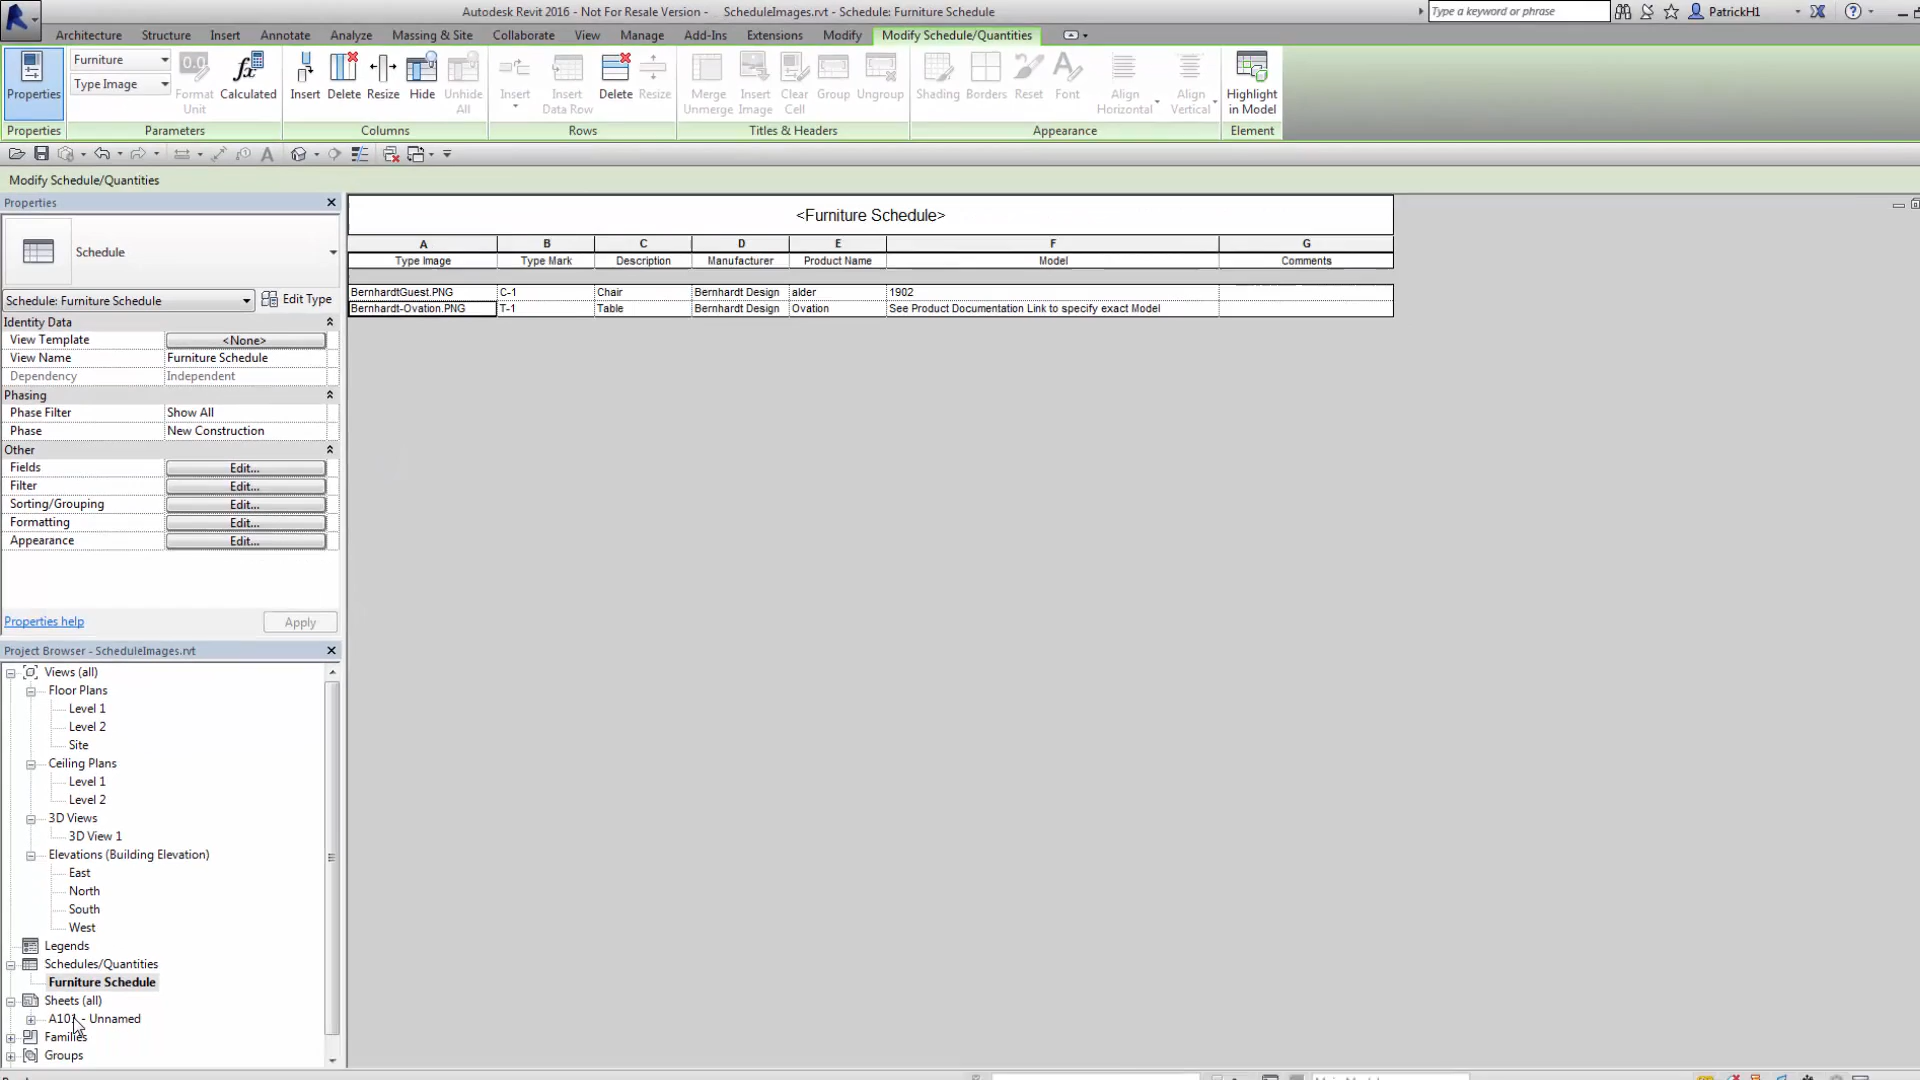 Autodesk Revit 2016 - Not For Resale Version - ScheduleImages.rvt - Schedule: Furniture Schedule
Type a keyword or phrase
PatrickH1
Architecture Structure Insert Annotate Analyze Massing & Site Collaborate View Manage Add-Ins Extensions Modify Modify Schedule/Quantities
Properties
Furniture
Type Image
Format Unit
Calculated
Insert Delete Resize Hide Unhide All
Insert
Insert Data Row
Delete Resize
Merge Unmerge
Insert Image
Clear Cell
Group Ungroup
Shading Borders Reset Font
Align Horizontal
Align Vertical
Highlight in Model
Properties Parameters Columns Rows Titles & Headers Appearance Element
Modify Schedule/Quantities
Properties
Schedule
Schedule: Furniture Schedule
Edit Type
Identity Data
View Template <None>
View Name Furniture Schedule
Dependency Independent
Phasing
Phase Filter Show All
Phase New Construction
Other
Fields Edit...
Filter Edit...
Sorting/Grouping Edit...
Formatting Edit...
Appearance Edit...
Properties help
Apply
<Furniture Schedule>
A B C D E F G
Type Image Type Mark Description Manufacturer Product Name Model Comments
BernhardtGuest.PNG C-1 Chair Bernhardt Design alder 1902
Bernhardt-Ovation.PNG T-1 Table Bernhardt Design Ovation See Product Documentation Link to specify exact Model
Project Browser - ScheduleImages.rvt
Views (all)
Floor Plans
Level 1
Level 2
Site
Ceiling Plans
Level 1
Level 2
3D Views
3D View 1
Elevations (Building Elevation)
East
North
South
West
Legends
Schedules/Quantities
Furniture Schedule
Sheets (all)
A101 - Unnamed
Families
Groups